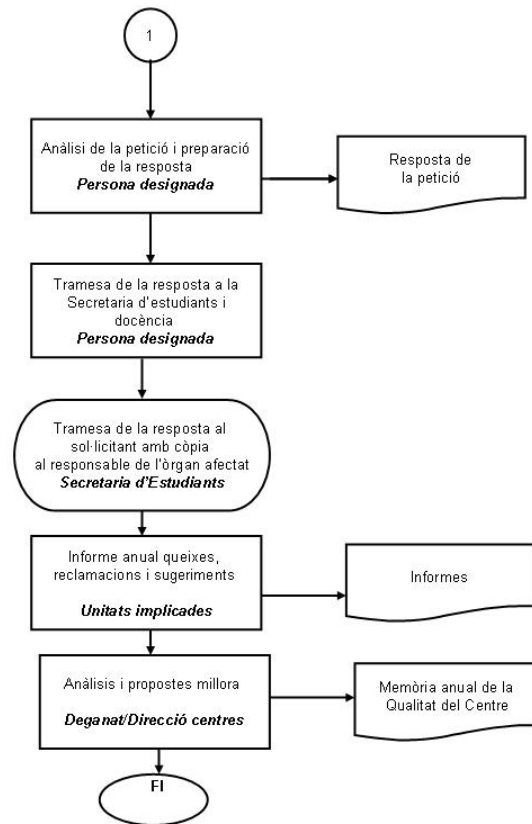 1
Anàlisi de la petició i preparació
de la resposta
Persona designada
Resposta de
la petició
Tramesa de la resposta a la
Secretaria d'estudiants i
docència
Persona designada
Tramesa de la resposta al
sol·licitant amb còpia
al responsable de l'òrgan afectat
Secretaria d'Estudiants
Informe anual queixes,
reclamacions i sugeriments
Unitats implicades
Informes
Anàlisis i propostes millora
Deganat/Direcció centres
Memòria anual de la
Qualitat del Centre
FI